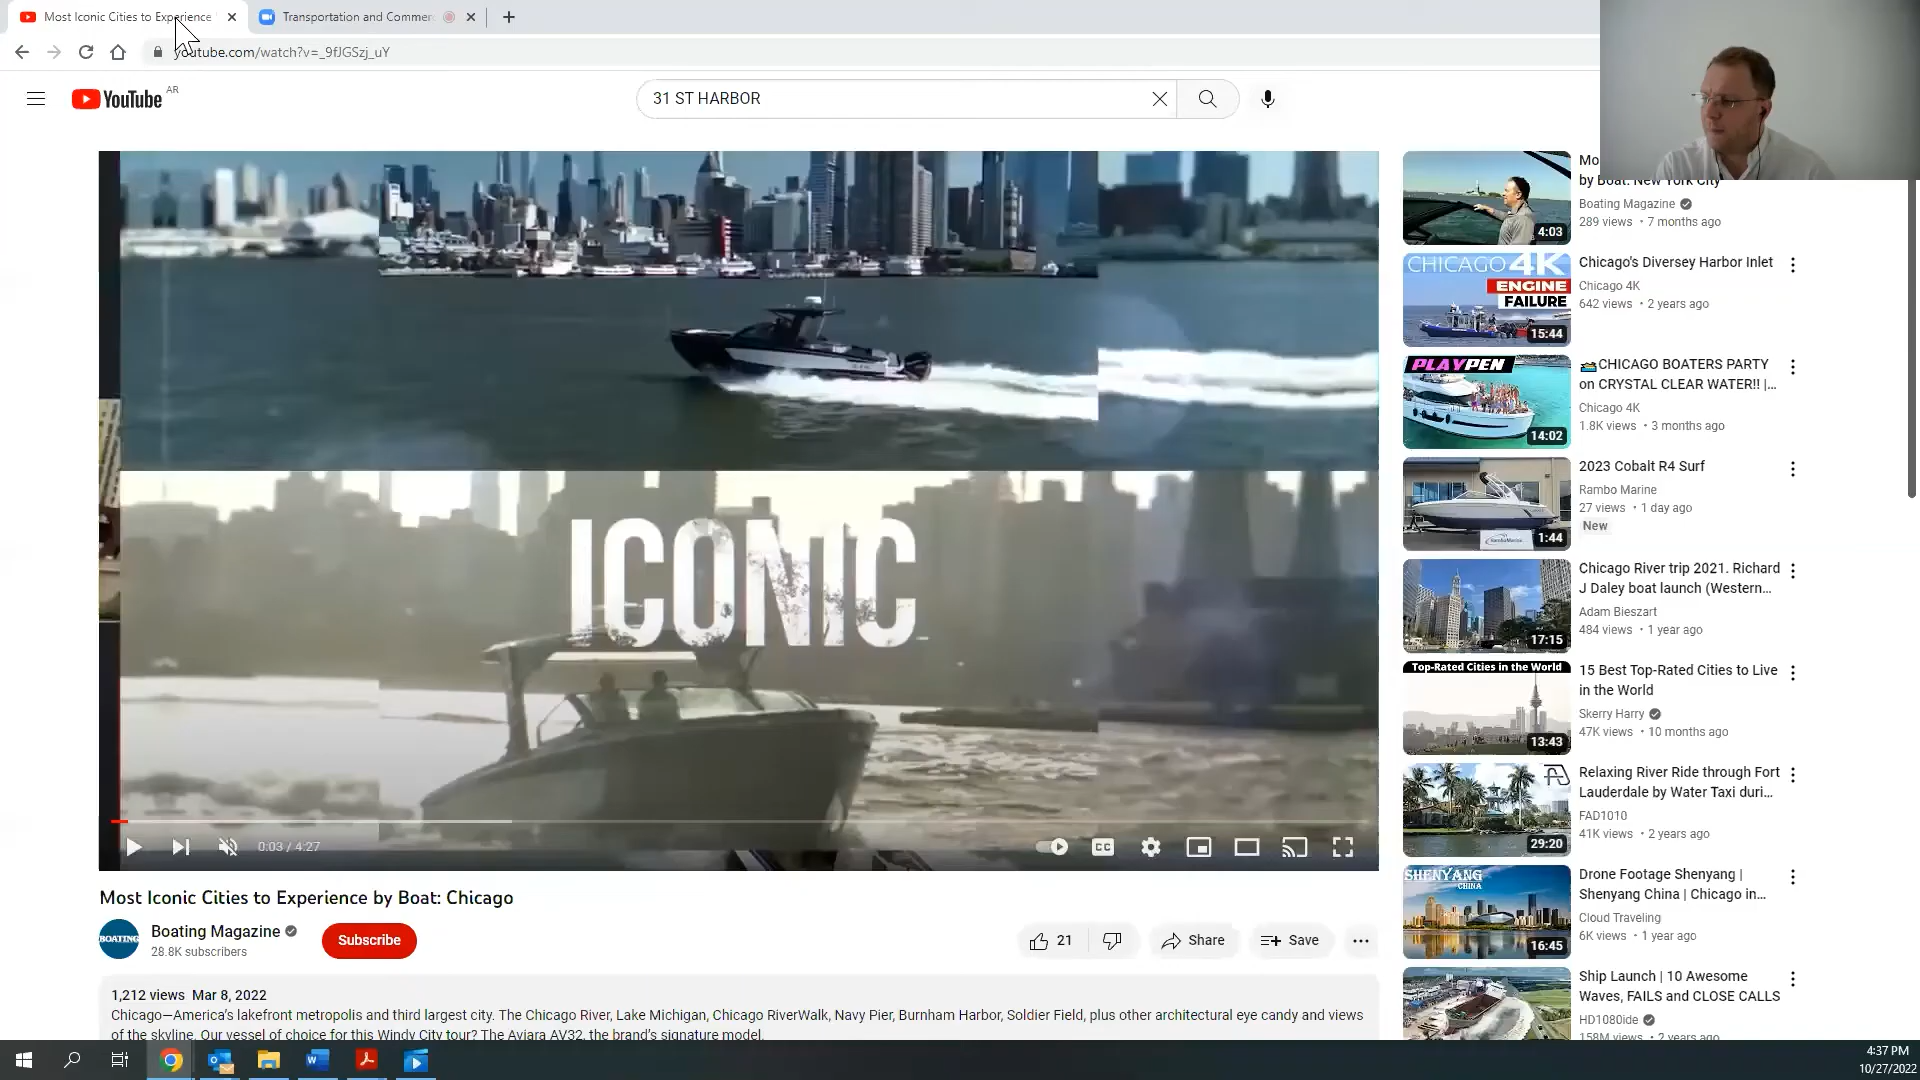 Most Iconic Cities to Experience
Transportation and Commer
youtube.com/watch?v=_9fJGSzj_uY
YouTube AR
31 ST HARBOR
ICONIC
0:03 / 4:27
CC
Most Iconic Cities to Experience by Boat: Chicago
BOATING
Boating Magazine
28.8K subscribers
Subscribe
21
Share
Save
1,212 views Mar 8, 2022
Chicago—America's lakefront metropolis and third largest city. The Chicago River, Lake Michigan, Chicago RiverWalk, Navy Pier, Burnham Harbor, Soldier Field, plus other architectural eye candy and views
of the skyline. Our vessel of choice for this Windy City tour? The Aviara AV32, the brand's signature model.
4:03
Mo
by Boat: New York City
Boating Magazine
289 views • 7 months ago
CHICAGO 4K
ENGINE
FAILURE
15:44
Chicago's Diversey Harbor Inlet
Chicago 4K
642 views • 2 years ago
PLAYPEN
14:02
CHICAGO BOATERS PARTY
on CRYSTAL CLEAR WATER!! |...
Chicago 4K
1.8K views • 3 months ago
1:44
2023 Cobalt R4 Surf
Rambo Marine
27 views • 1 day ago
New
17:15
Chicago River trip 2021. Richard
J Daley boat launch (Western...
Adam Bieszart
484 views • 1 year ago
Top-Rated Cities in the World
13:43
15 Best Top-Rated Cities to Live
in the World
Skerry Harry
47K views • 10 months ago
29:20
Relaxing River Ride through Fort
Lauderdale by Water Taxi duri...
FAD1010
41K views • 2 years ago
SHENYANG
CHINA
16:45
Drone Footage Shenyang |
Shenyang China | Chicago in...
Cloud Traveling
6K views • 1 year ago
Ship Launch | 10 Awesome
Waves, FAILS and CLOSE CALLS
HD1080ide
158M views • 2 years ago
4:37 PM
10/27/2022